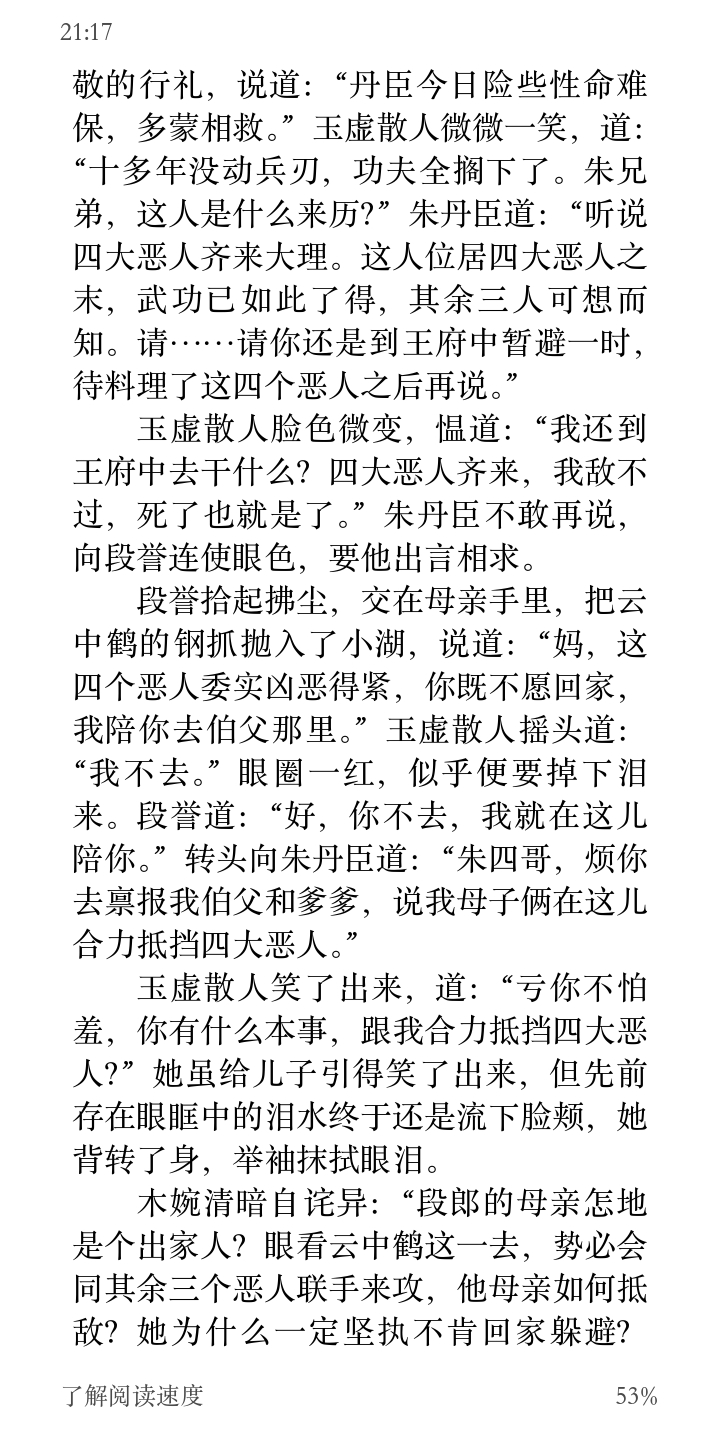 21:17
敬的行礼，说道：“丹臣今日险些性命难
保，多蒙相救。”玉虚散人微微一笑，道：
“十多年没动兵刃，功夫全搁下了。朱兄
弟，这人是什么来历？”朱丹臣道：“听说
四大恶人齐来大理。这人位居四大恶人之
末，武功已如此了得，其余三人可想而
知。请……请你还是到王府中暂避一时，
待料理了这四个恶人之后再说。”
玉虚散人脸色微变，愠道：“我还到
王府中去干什么？四大恶人齐来，我敌不
过，死了也就是了。”朱丹臣不敢再说，
向段誉连使眼色，要他出言相求。
段誉拾起拂尘，交在母亲手里，把云
中鹤的钢抓抛入了小湖，说道：“妈，这
四个恶人委实凶恶得紧，你既不愿回家，
我陪你去伯父那里。”玉虚散人摇头道：
“我不去。”眼圈一红，似乎便要掉下泪
来。段誉道：“好，你不去，我就在这儿
陪你。”转头向朱丹臣道：“朱四哥，烦你
去禀报我伯父和爹爹，说我母子俩在这儿
合力抵挡四大恶人。”
玉虚散人笑了出来，道：“亏你不怕
羞，你有什么本事，跟我合力抵挡四大恶
人？”她虽给儿子引得笑了出来，但先前
存在眼眶中的泪水终于还是流下脸颊，她
背转了身，举袖抹拭眼泪。
木婉清暗自诧异：“段郎的母亲怎地
是个出家人？眼看云中鹤这一去，势必会
同其余三个恶人联手来攻，他母亲如何抵
敌？她为什么一定坚执不肯回家躲避？
了解阅读速度
53%